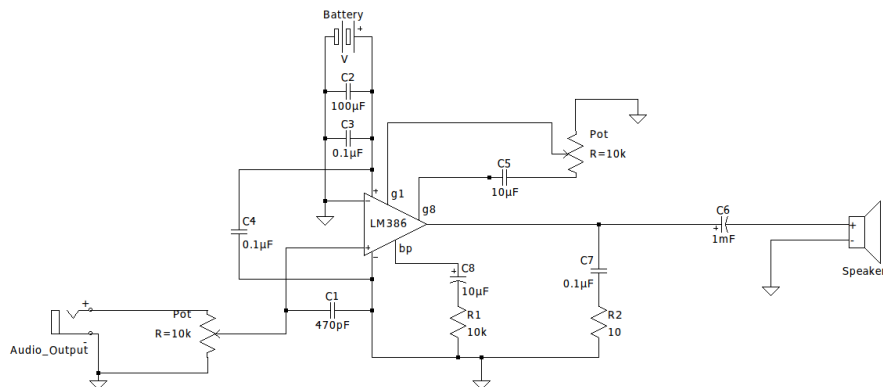 Battery
+
V
C2
100µF
C3
0.1µF
+
g1
Pot
R=10k
C5
10µF
g8
−
LM386
C4
0.1µF
+
bp
−
C6
+
1mF
+
-
Speaker
C8
+
10µF
C7
0.1µF
R1
10k
R2
10
C1
470pF
+
Pot
R=10k
-
Audio_Output